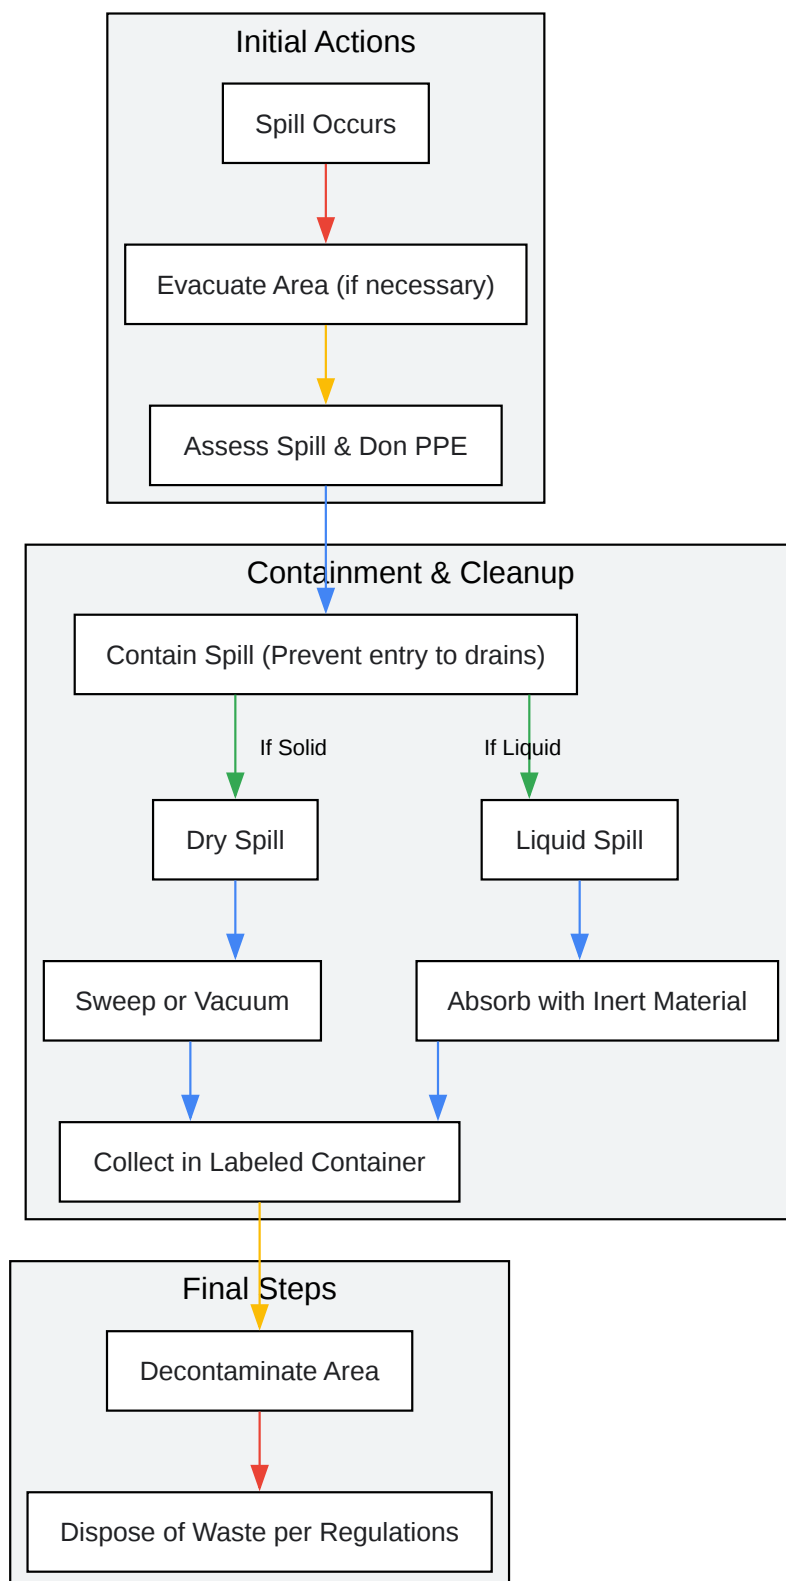 Initial Actions
Spill Occurs
Evacuate Area (if necessary)
Assess Spill & Don PPE
Containment & Cleanup
Contain Spill (Prevent entry to drains)
If Solid
If Liquid
Dry Spill
Liquid Spill
Sweep or Vacuum
Absorb with Inert Material
Collect in Labeled Container
Final Steps
Decontaminate Area
Dispose of Waste per Regulations